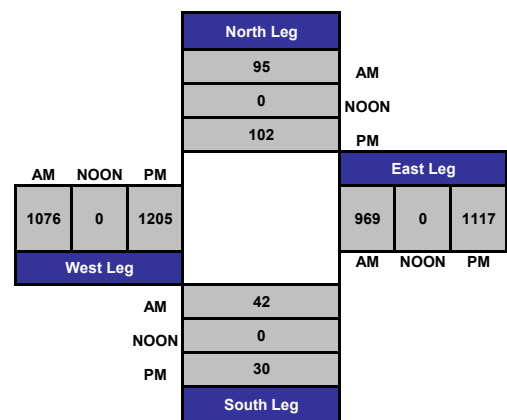 North Leg
95 AM
0 NOON
102 PM
AM NOON PM
East Leg
1076 0 1205
969 0 1117
West Leg
AM NOON PM
AM 42
NOON 0
PM 30
South Leg